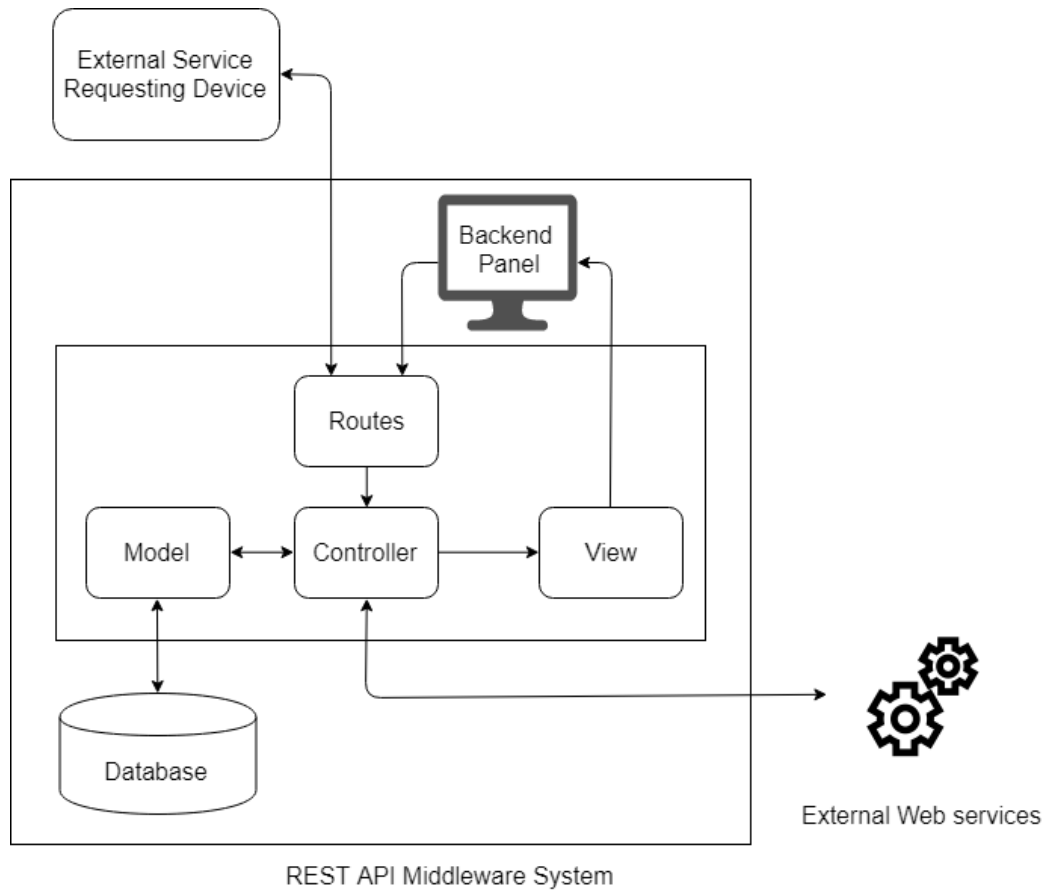 External Service
Requesting Device
Backend
Panel
Routes
Model
Controller
View
Database
External Web services
REST API Middleware System